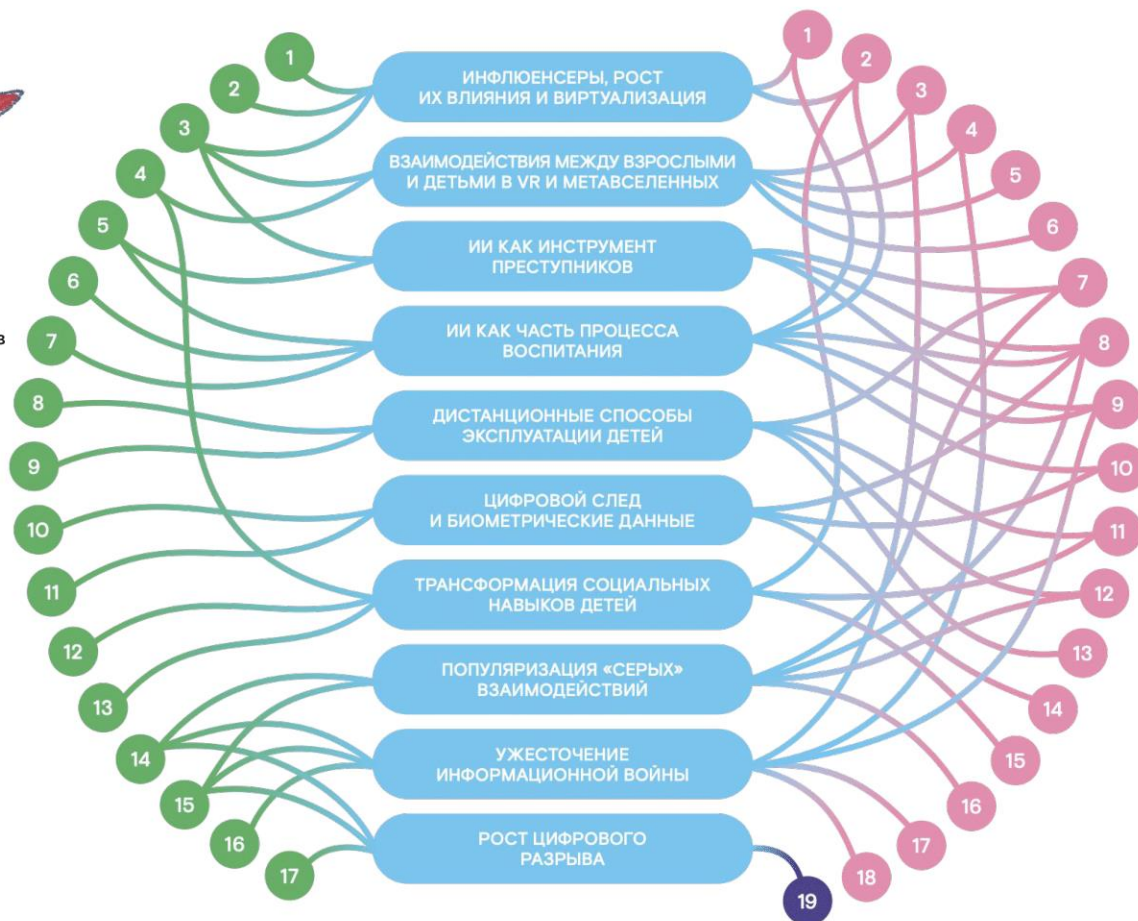 1
2
3
4
5
6
7
8
9
10
11
12
13
14
15
16
17
в
ИНФЛЮЕНСЕРЫ, РОСТ
ИХ ВЛИЯНИЯ И ВИРТУАЛИЗАЦИЯ
ВЗАИМОДЕЙСТВИЯ МЕЖДУ ВЗРОСЛЫМИ
И ДЕТЬМИ В VR И МЕТАВСЕЛЕННЫХ
ИИ КАК ИНСТРУМЕНТ
ПРЕСТУПНИКОВ
ИИ КАК ЧАСТЬ ПРОЦЕССА
ВОСПИТАНИЯ
ДИСТАНЦИОННЫЕ СПОСОБЫ
ЭКСПЛУАТАЦИИ ДЕТЕЙ
ЦИФРОВОЙ СЛЕД
И БИОМЕТРИЧЕСКИЕ ДАННЫЕ
ТРАНСФОРМАЦИЯ СОЦИАЛЬНЫХ
НАВЫКОВ ДЕТЕЙ
ПОПУЛЯРИЗАЦИЯ «СЕРЫХ»
ВЗАИМОДЕЙСТВИЙ
УЖЕСТОЧЕНИЕ
ИНФОРМАЦИОННОЙ ВОЙНЫ
РОСТ ЦИФРОВОГО
РАЗРЫВА
1
2
3
4
5
6
7
8
9
10
11
12
13
14
15
16
17
18
19